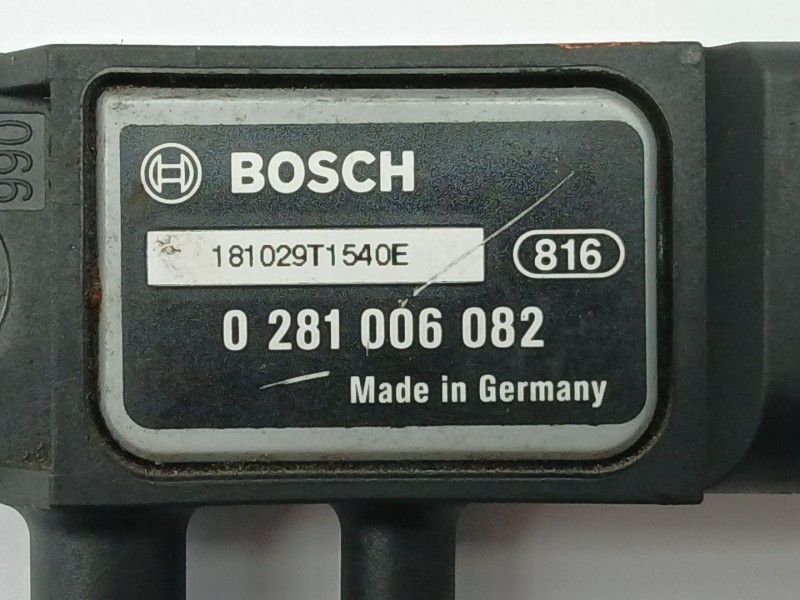 BOSCH
181029T1540E
816
0 281 006 082
Made in Germany
066